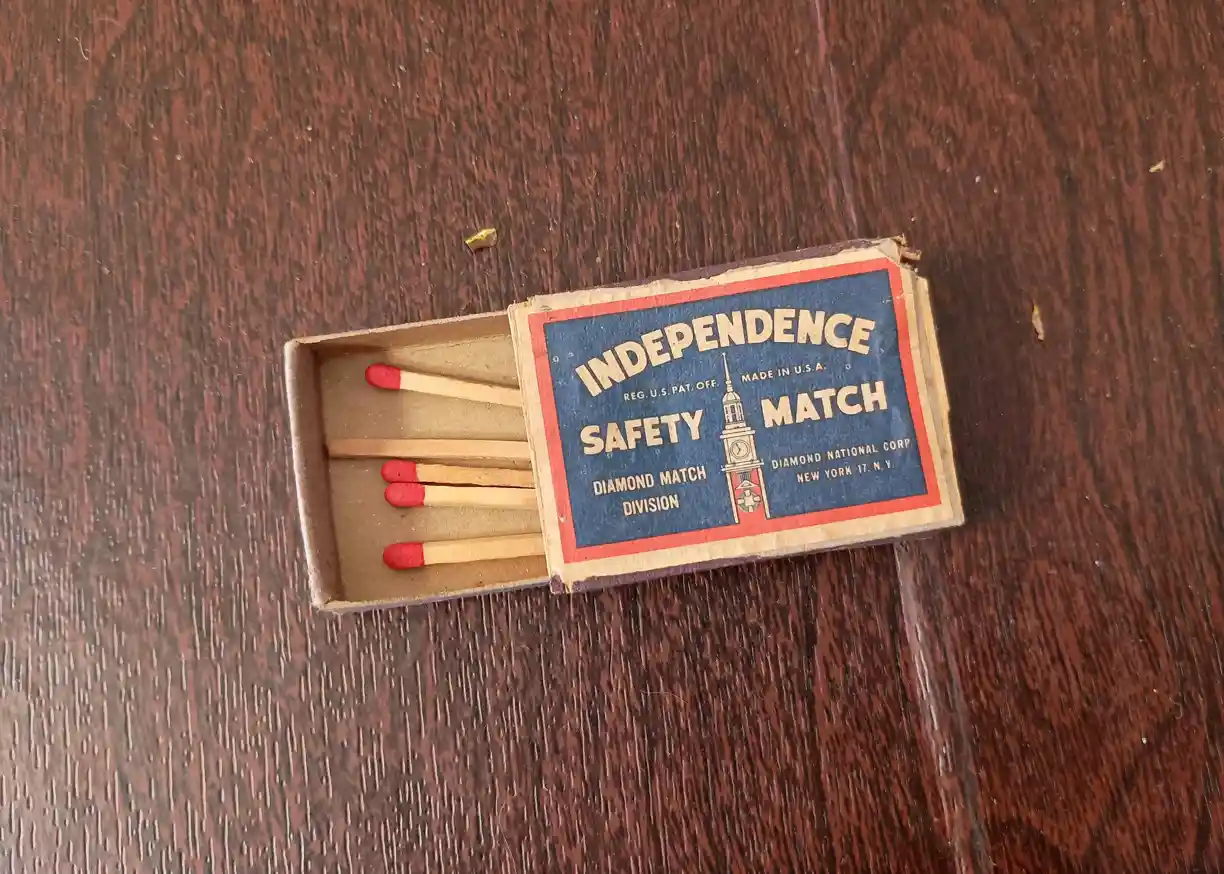 INDEPENDENCE
REG. U.S. PAT. OFF. MADE IN U.S.A.
SAFETY MATCH
DIAMOND MATCH
DIVISION
DIAMOND NATIONAL CORP
NEW YORK 17. N.Y.